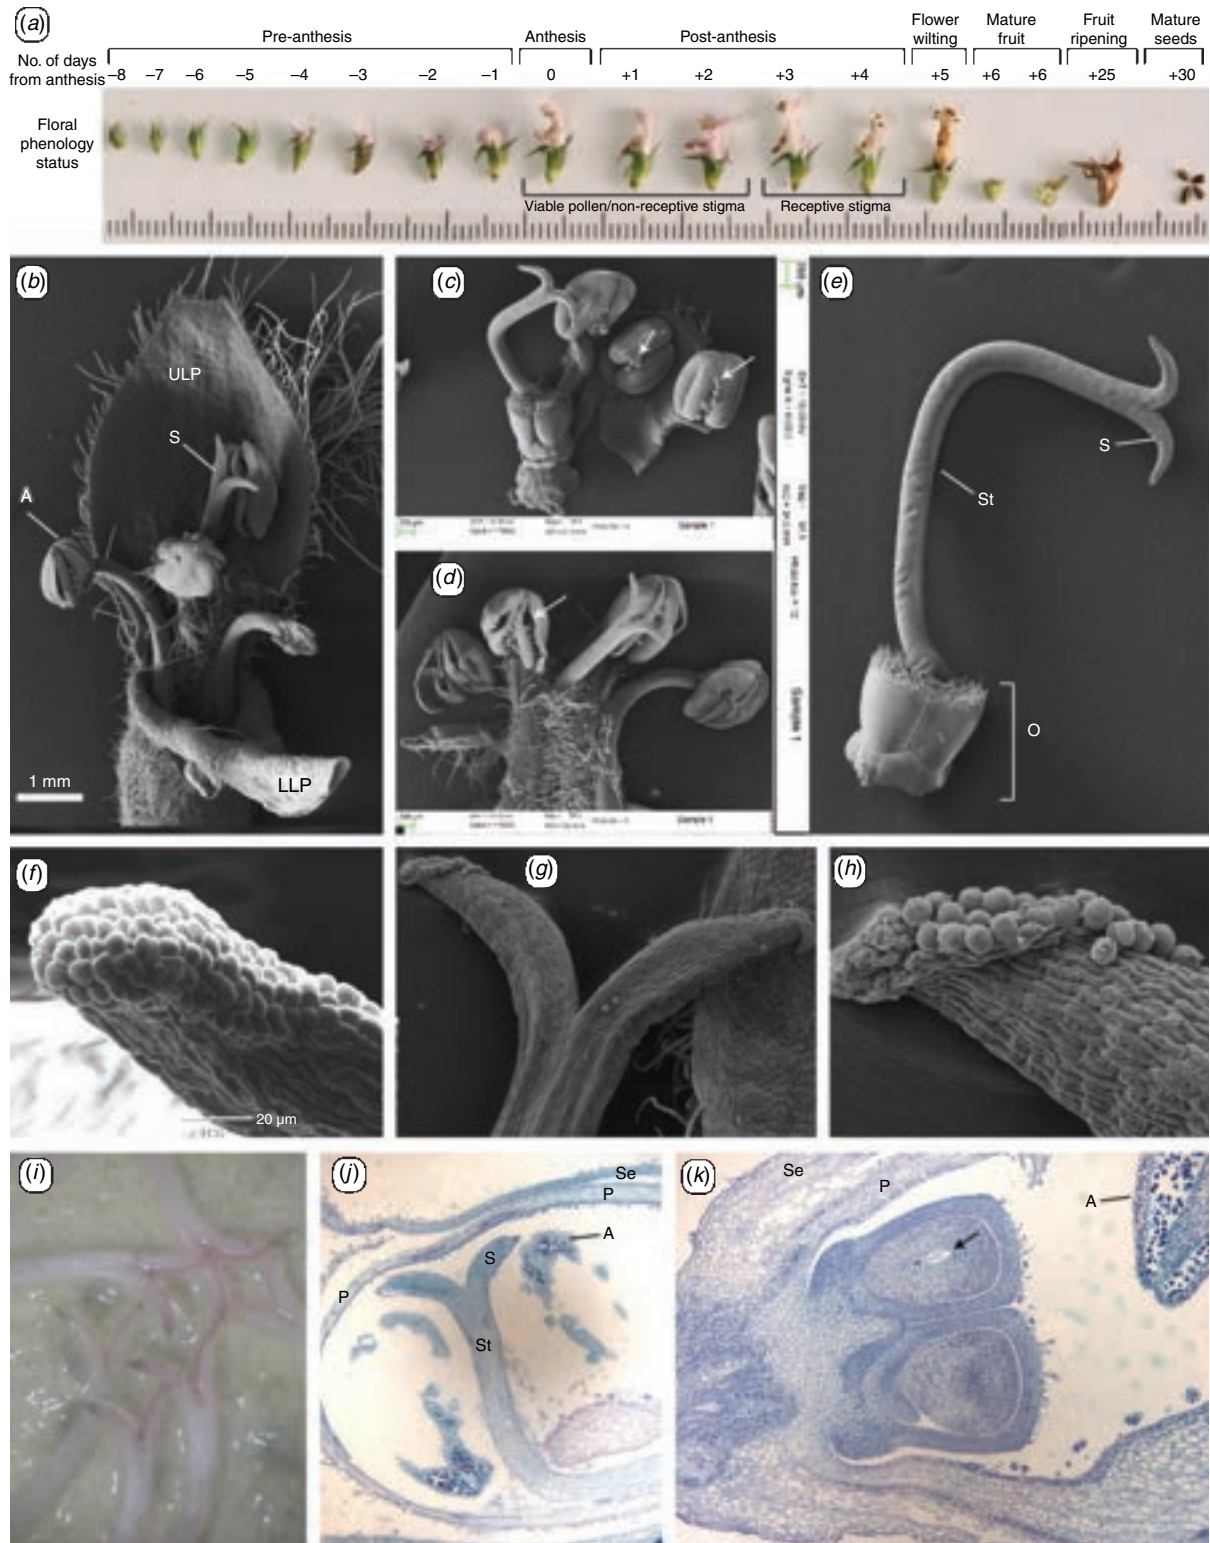 (a)
Pre-anthesis
Anthesis
Post-anthesis
Flower
wilting
Mature
fruit
Fruit
ripening
Mature
seeds
No. of days
from anthesis
–8 –7 –6 –5 –4 –3 –2 –1 0 +1 +2 +3 +4 +5 +6 +6 +25 +30
Floral
phenology
status
Viable pollen/non-receptive stigma
Receptive stigma
(b)
ULP
S
A
LLP
1 mm
(c)
Sample 1
(d)
Sample 1
(e)
S
St
O
(f)
20 µm
(g)
(h)
(i)
(j)
Se
P
A
S
P
St
(k)
Se
P
A